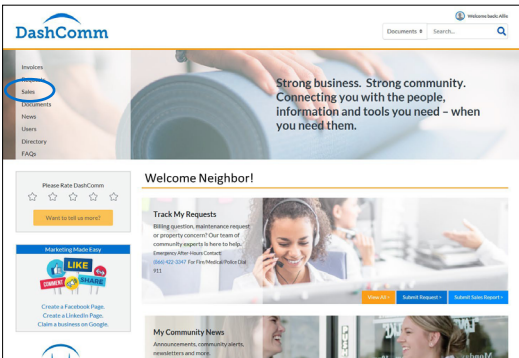 Welcome back: Allie
DashComm
Documents
Search...
Invoices
Sales
Documents
News
Users
Directory
FAQs
Strong business. Strong community.
Connecting you with the people,
information and tools you need – when
you need them.
Please Rate DashComm
Want to tell us more?
Marketing Made Easy
LIKE
COMMENT
SHARE
Create a Facebook Page.
Create a LinkedIn Page.
Claim a business on Google.
Welcome Neighbor!
Track My Requests
Billing question, maintenance request
or property concern? Our team of
community experts is here to help.
Emergency After-Hours Contact:
(866)-422-3347 For Fire/Medical/Police Dial
911
View All >
Submit Request >
Submit Sales Report >
My Community News
Announcements, community alerts,
newsletters and more.